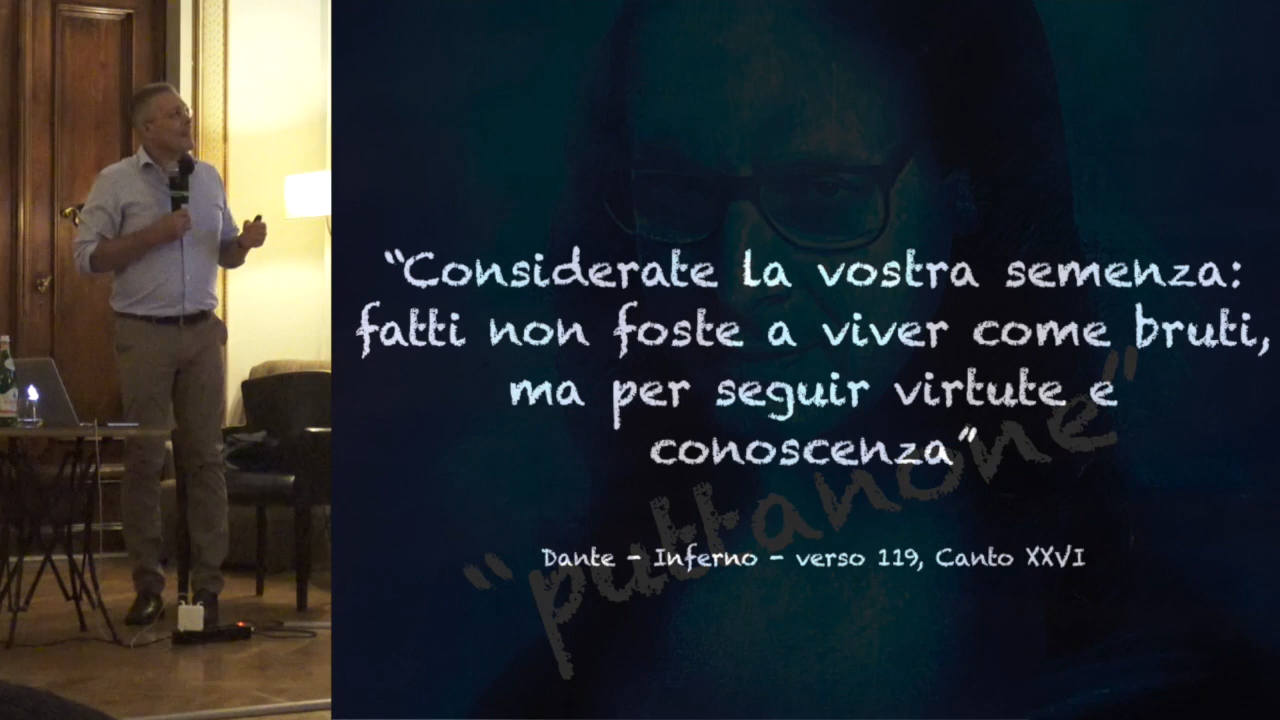 “Considerate la vostra semenza:
fatti non foste a viver come bruti,
ma per seguir virtute e
conoscenza”
“puttanone”
Dante - Inferno - verso 119, Canto XXVI